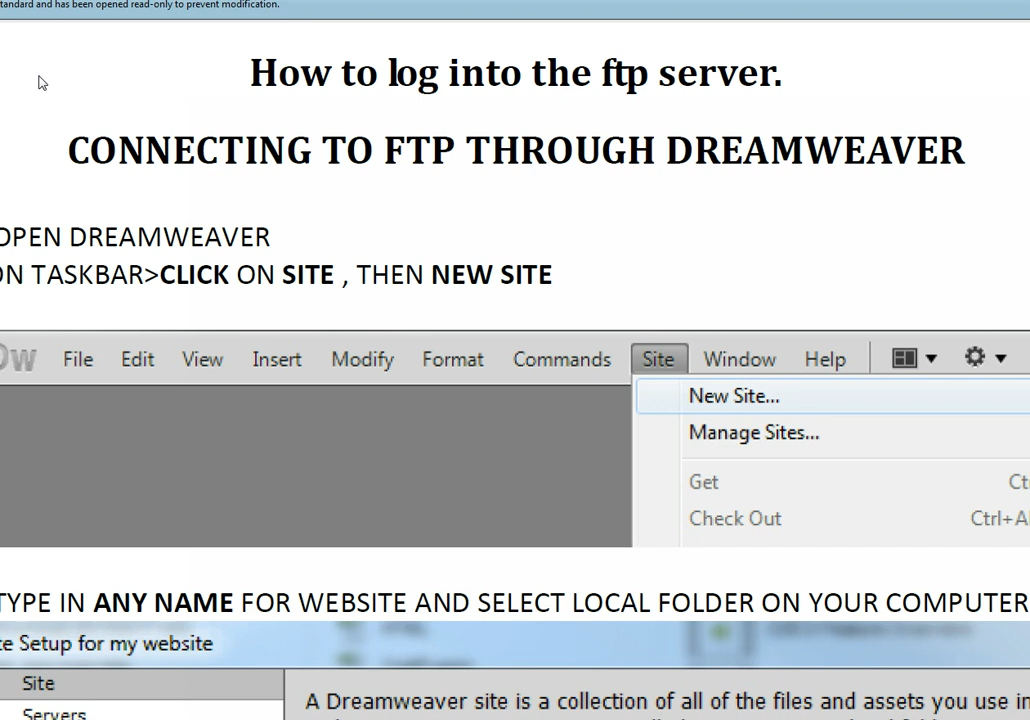 tandard and has been opened read-only to prevent modification.
How to log into the ftp server.
CONNECTING TO FTP THROUGH DREAMWEAVER
OPEN DREAMWEAVER
ON TASKBAR>CLICK ON SITE , THEN NEW SITE
Dw File Edit View Insert Modify Format Commands Site Window Help
New Site...
Manage Sites...
Get Ct
Check Out Ctrl+A
TYPE IN ANY NAME FOR WEBSITE AND SELECT LOCAL FOLDER ON YOUR COMPUTER
te Setup for my website
Site
A Dreamweaver site is a collection of all of the files and assets you use in
Servers